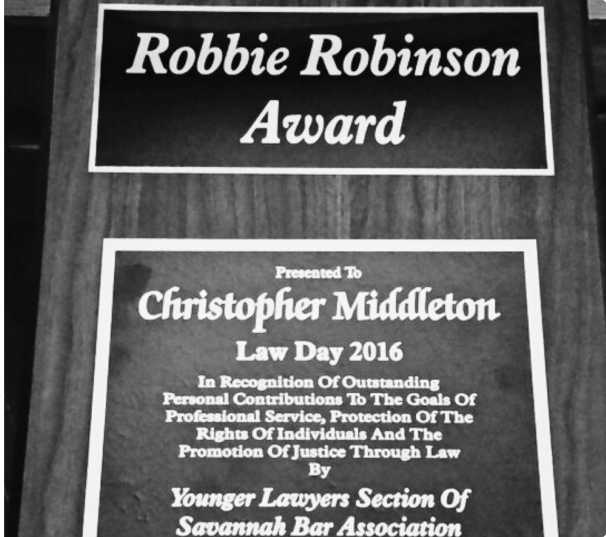 Robbie Robinson
Award
Presented To
Christopher Middleton
Law Day 2016
In Recognition Of Outstanding
Personal Contributions To The Goals Of
Professional Service, Protection Of The
Rights Of Individuals And The
Promotion Of Justice Through Law
By
Younger Lawyers Section Of
Savannah Bar Association